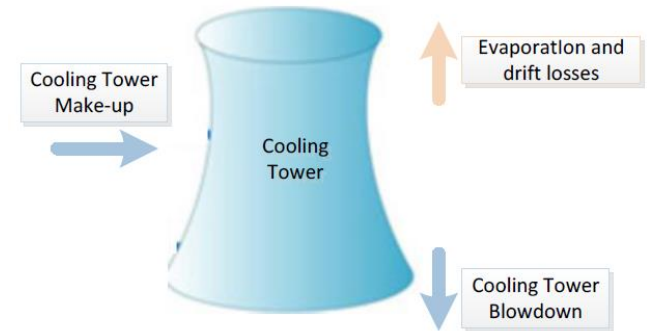 Evaporation and
drift losses
Cooling Tower
Make-up
Cooling
Tower
Cooling Tower
Blowdown